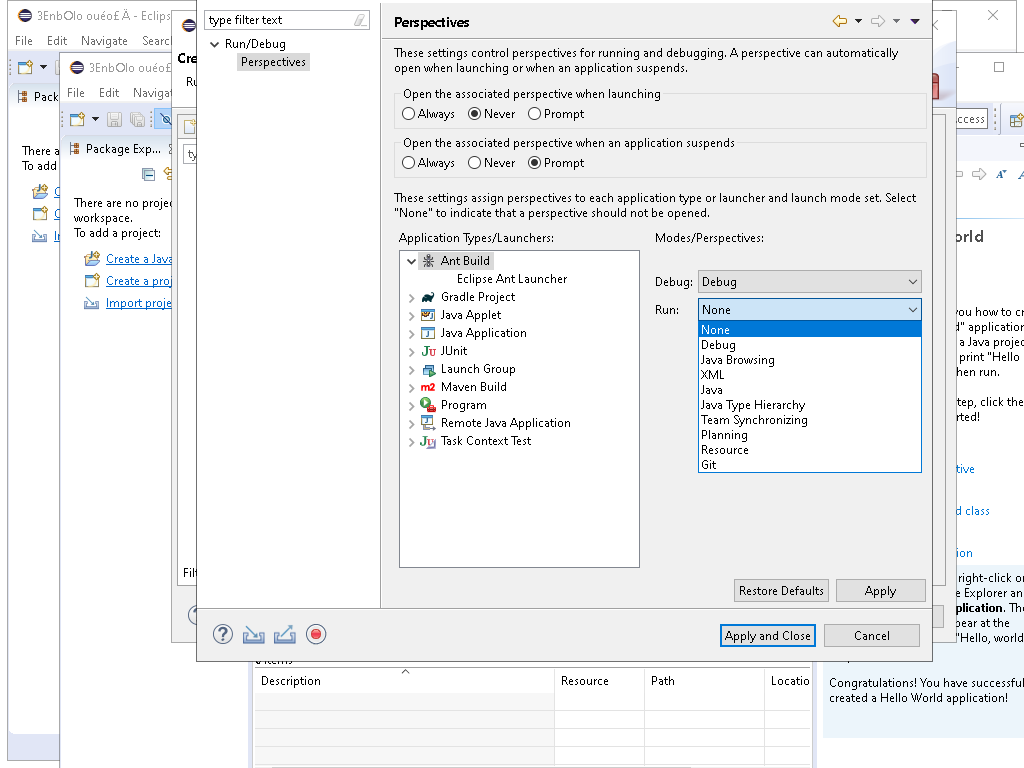 3EnbOlo ouéo£Å - Eclips
File Edit Navigate Searc
3EnbOlo ouéo£
File Edit Naviga
Pack
Package Exp...
There a
To add
There are no proje
workspace.
To add a project:
Create a Java
Create a proj
Import proje
Cre
Ru
type filter text
Run/Debug
Perspectives
Perspectives
These settings control perspectives for running and debugging. A perspective can automatically
open when launching or when an application suspends.
Open the associated perspective when launching
Always Never Prompt
Open the associated perspective when an application suspends
Always Never Prompt
These settings assign perspectives to each application type or launcher and launch mode set. Select
"None" to indicate that a perspective should not be opened.
Application Types/Launchers:
Modes/Perspectives:
Ant Build
Eclipse Ant Launcher
Gradle Project
Java Applet
Java Application
JUnit
Launch Group
Maven Build
Program
Remote Java Application
Task Context Test
Debug: Debug
Run: None
None
Debug
Java Browsing
XML
Java
Java Type Hierarchy
Team Synchronizing
Planning
Resource
Git
Restore Defaults Apply
Apply and Close Cancel
Description Resource Path Locatio
ccess
orld
you how to cr
d" application
a Java projec
print "Hello
hen run.
tep, click the
rted!
tive
d class
ion
right-click or
e Explorer an
plication. The
pear at the
"Hello, world
Congratulations! You have successful
created a Hello World application!